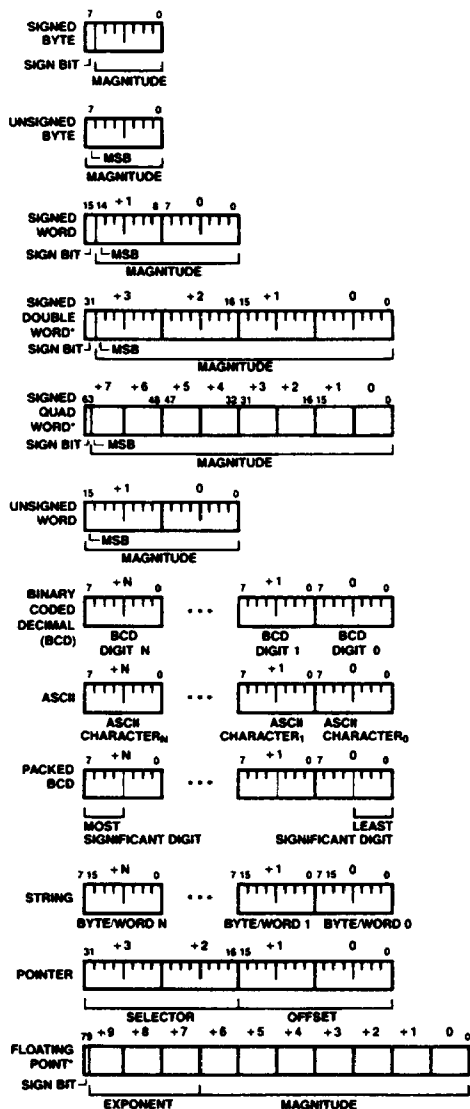 7 0
SIGNED BYTE
SIGN BIT MAGNITUDE
7 0
UNSIGNED BYTE
MSB
MAGNITUDE
15 14 +1 8 7 0 0
SIGNED WORD
SIGN BIT MSB
MAGNITUDE
31 +3 +2 16 15 +1 0 0
SIGNED DOUBLE WORD*
SIGN BIT MSB
MAGNITUDE
+7 +6 +5 +4 +3 +2 +1 0
63 48 47 32 31 16 15 0
SIGNED QUAD WORD*
SIGN BIT MSB
MAGNITUDE
15 +1 0 0
UNSIGNED WORD
MSB
MAGNITUDE
7 +N 0 7 +1 0 7 0 0
BINARY CODED DECIMAL (BCD)
...
BCD DIGIT N BCD DIGIT 1 BCD DIGIT 0
7 +N 0 7 +1 0 7 0 0
ASCII ...
ASCII CHARACTERN ASCII CHARACTER1 ASCII CHARACTER0
7 +N 0 7 +1 0 7 0 0
PACKED BCD ...
MOST SIGNIFICANT DIGIT LEAST SIGNIFICANT DIGIT
7 15 +N 0 7 15 +1 0 7 15 0 0
STRING ...
BYTE/WORD N BYTE/WORD 1 BYTE/WORD 0
31 +3 +2 16 15 +1 0 0
POINTER
SELECTOR OFFSET
79 +9 +8 +7 +6 +5 +4 +3 +2 +1 0 0
FLOATING POINT*
SIGN BIT
EXPONENT MAGNITUDE